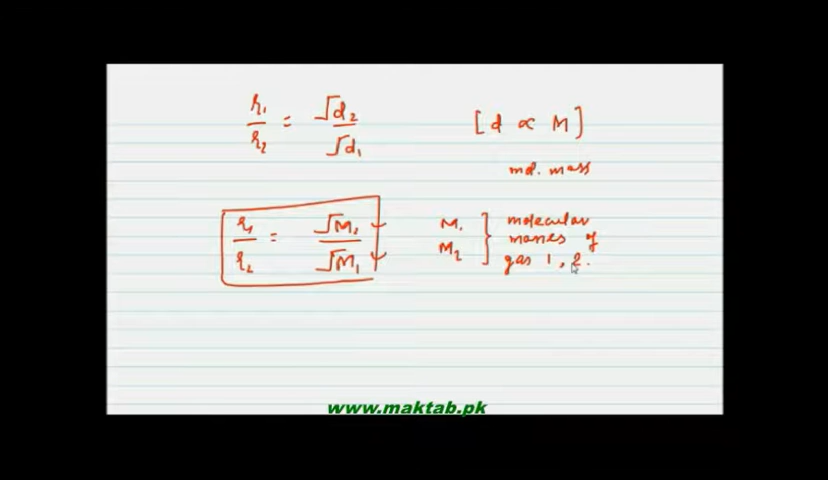 r₁/r₂ = √d₂/√d₁ [d ∝ M]
mol. mass
r₁/r₂ = √M₂/√M₁
M₁
M₂
molecular
masses of
gas 1, 2.
www.maktab.pk